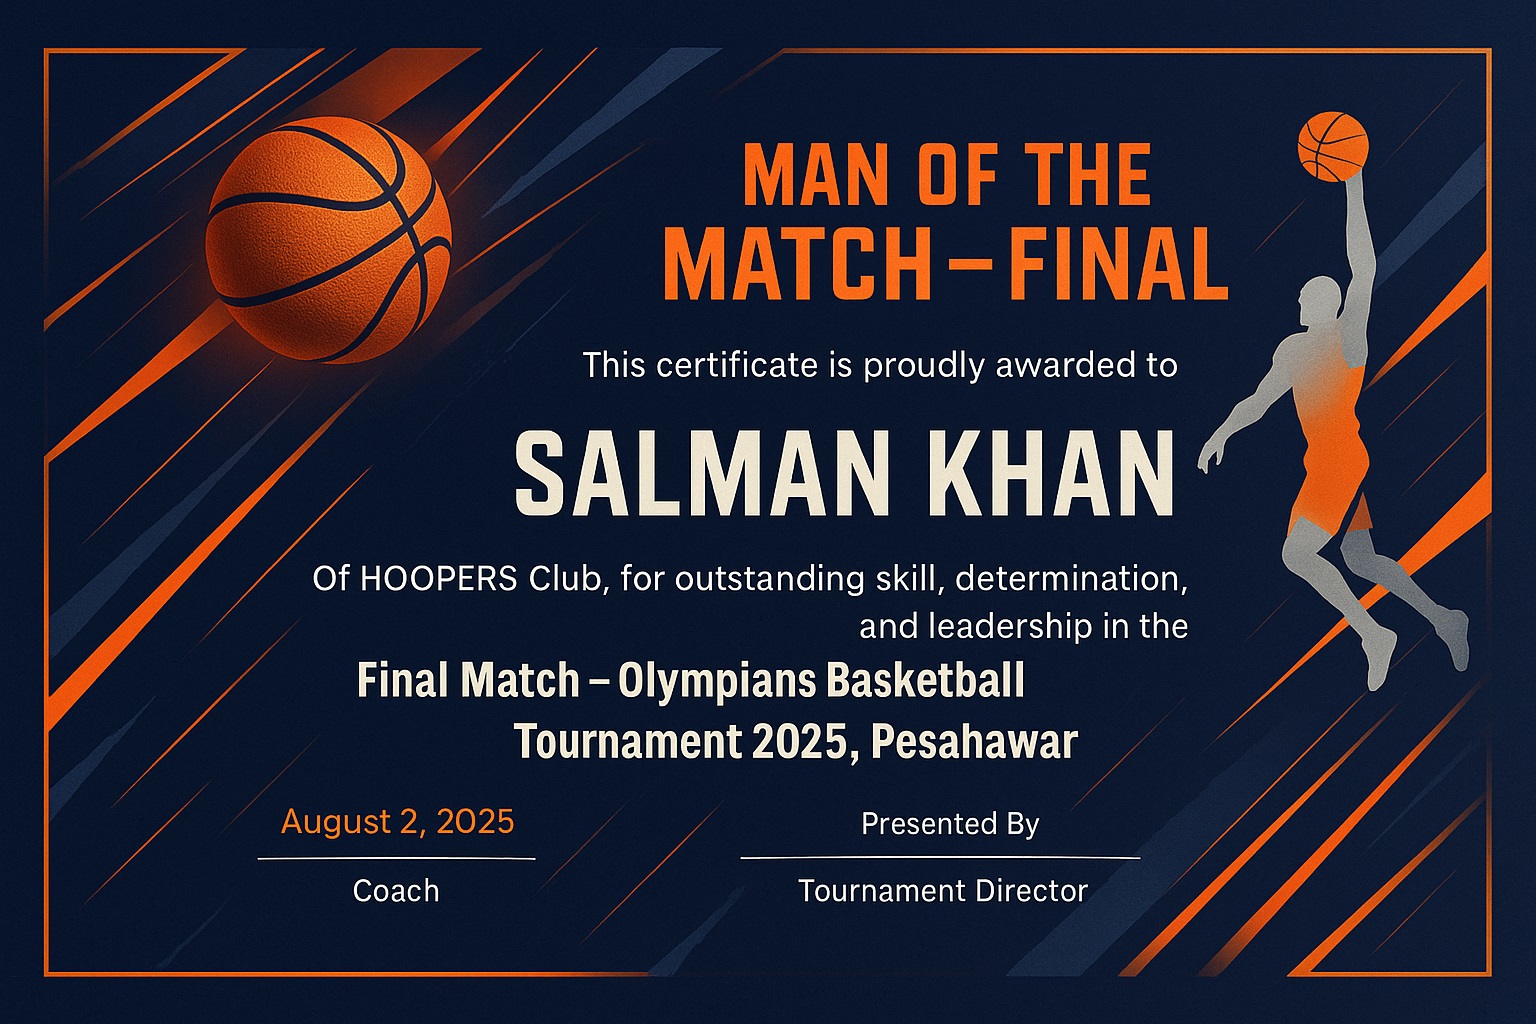 MAN OF THE
MATCH – FINAL
This certificate is proudly awarded to
SALMAN KHAN
Of HOOPERS Club, for outstanding skill, determination,
and leadership in the
Final Match – Olympians Basketball
Tournament 2025, Pesahawar
August 2, 2025
Coach
Presented By
Tournament Director